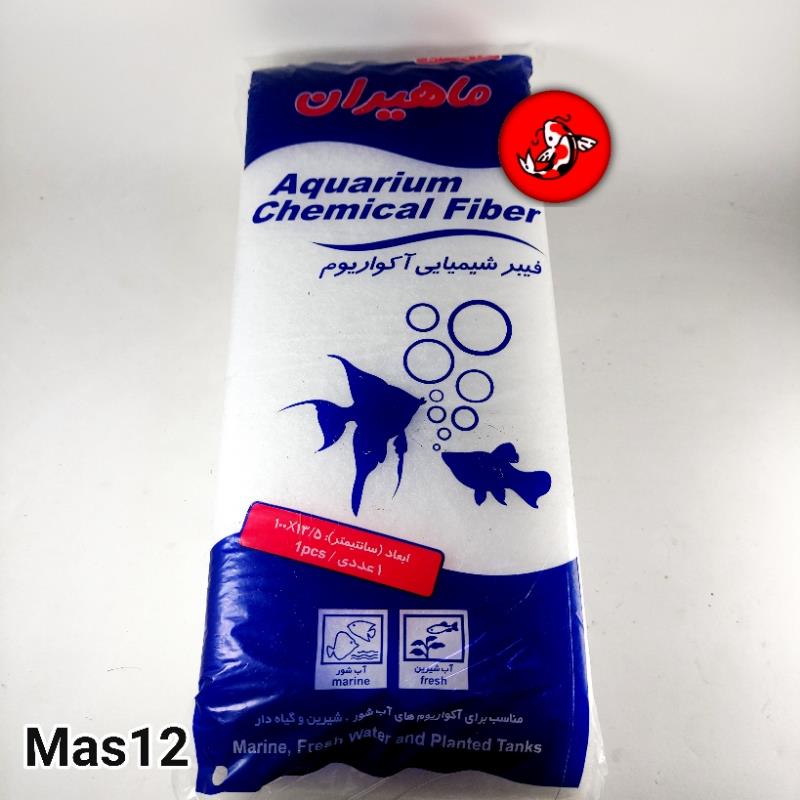 ماهیران
Aquarium
Chemical Fiber
فیبر شیمیایی آکواریوم
ابعاد (سانتیمتر): ۱۰۰X۱۳/۵
۱ عددی / 1pcs
آب شور
marine
آب شیرین
fresh
مناسب برای آکواریوم های آب شور ، شیرین و گیاه دار
Marine, Fresh Water and Planted Tanks
Mas12